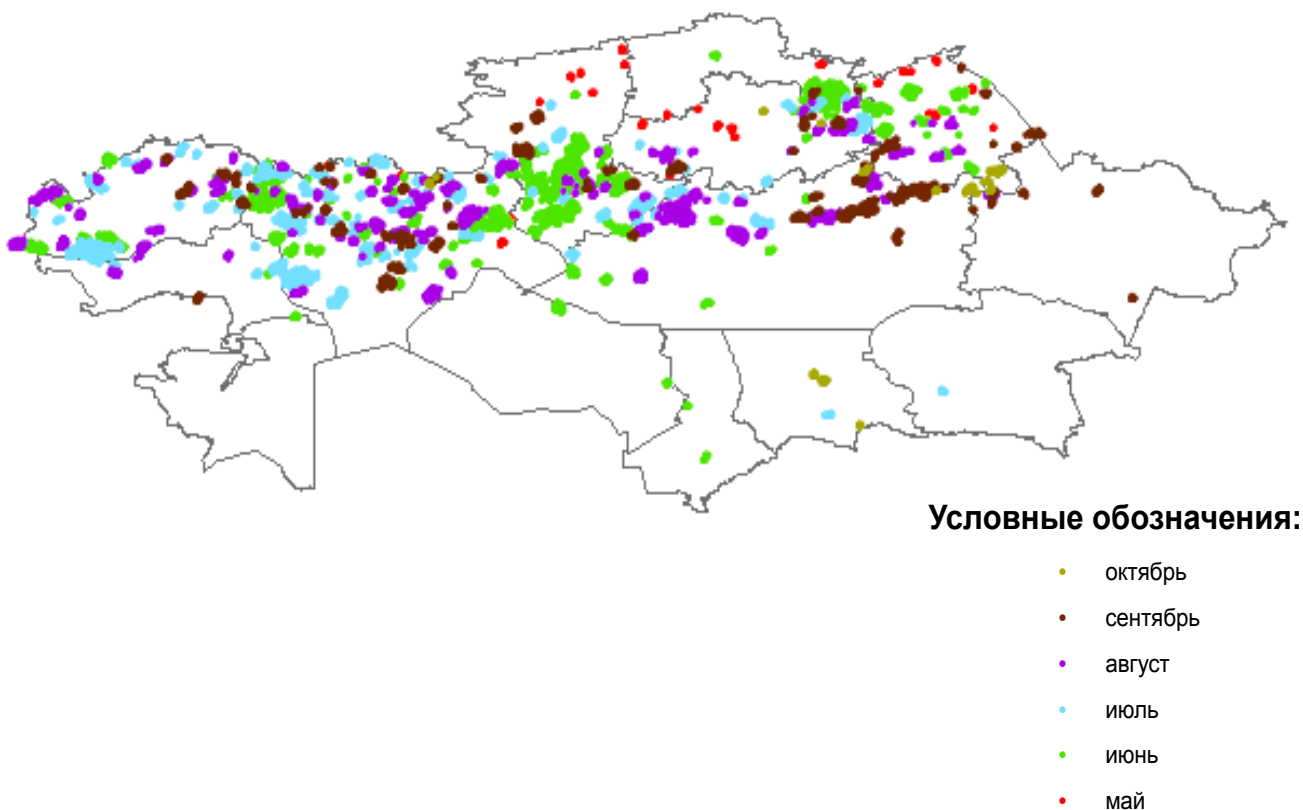 Условные обозначения:
октябрь
сентябрь
август
июль
июнь
май